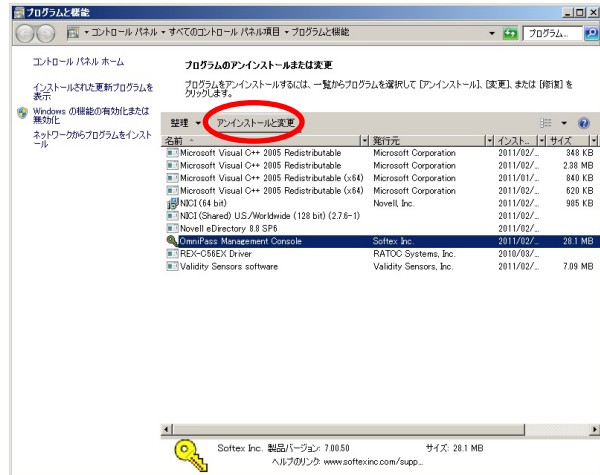 プログラムと機能
コントロール パネル ▸ すべてのコントロール パネル項目 ▸ プログラムと機能
プログラム...
コントロール パネル ホーム
インストールされた更新プログラムを
表示
Windows の機能の有効化または
無効化
ネットワークからプログラムをインスト
ール
プログラムのアンインストールまたは変更
プログラムをアンインストールするには、一覧からプログラムを選択して [アンインストール]、[変更]、または [修復] を
クリックします。
整理 アンインストールと変更
名前 発行元 インスト... サイズ
Microsoft Visual C++ 2005 Redistributable Microsoft Corporation 2011/02/... 348 KB
Microsoft Visual C++ 2005 Redistributable Microsoft Corporation 2011/02/... 2.38 MB
Microsoft Visual C++ 2005 Redistributable (x64) Microsoft Corporation 2011/01/... 840 KB
Microsoft Visual C++ 2005 Redistributable (x64) Microsoft Corporation 2011/02/... 620 KB
NICI (64 bit) Novell, Inc. 2011/02/... 985 KB
NICI (Shared) U.S./Worldwide (128 bit) (2.7.6-1) 2011/02/...
Novell eDirectory 8.8 SP6 2011/02/...
OmniPass Management Console Softex Inc. 2011/02/... 28.1 MB
REX-C56EX Driver RATOC Systems, Inc. 2010/03/...
Validity Sensors software Validity Sensors, Inc. 2011/02/... 7.09 MB
Softex Inc. 製品バージョン: 7.00.50 サイズ: 28.1 MB
ヘルプのリンク: www.softexinc.com/supp...